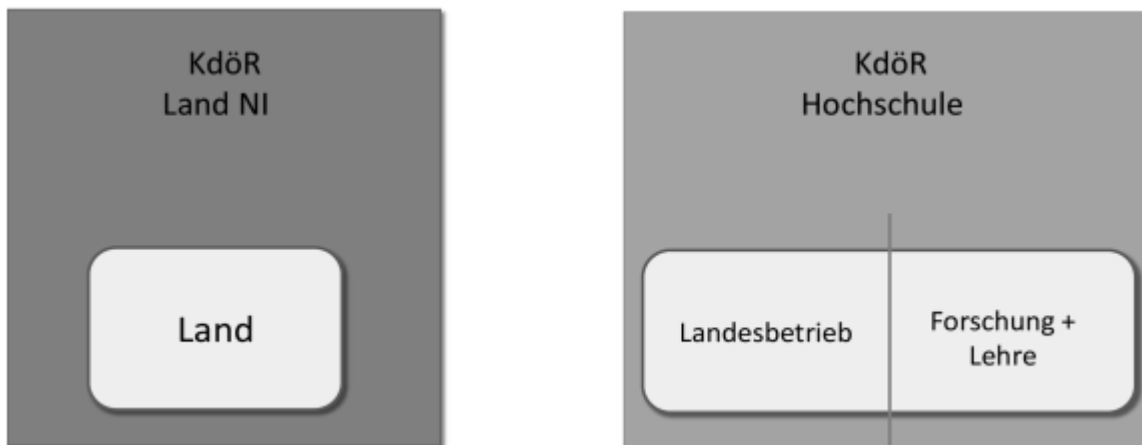 KdöR
Land NI
Land
KdöR
Hochschule
Landesbetrieb
Forschung +
Lehre